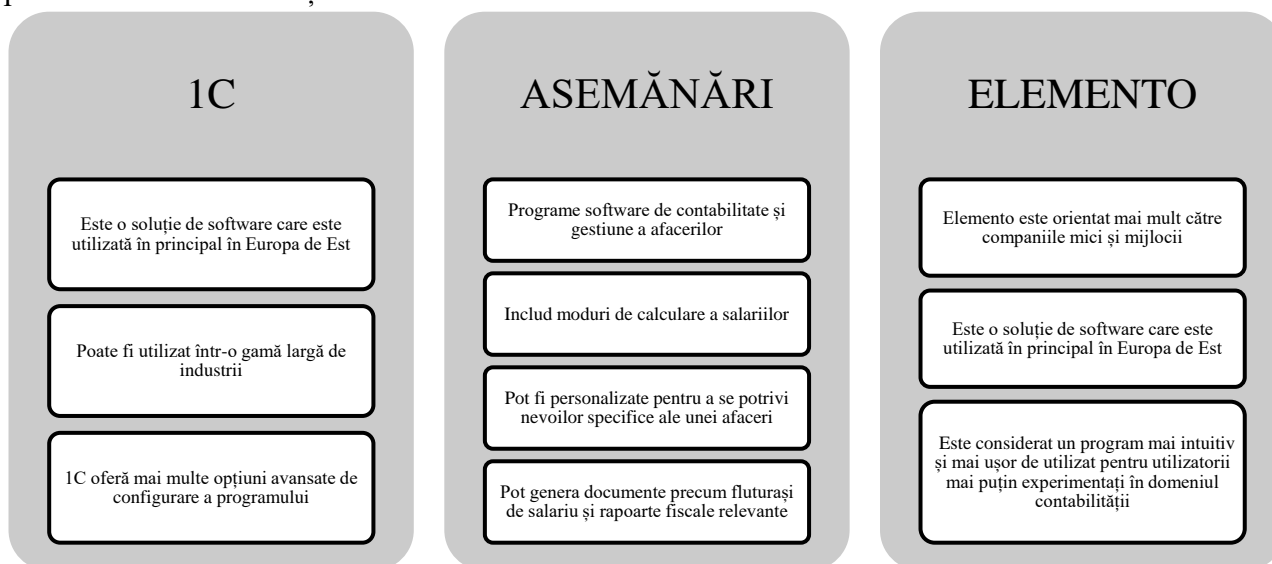 1C
Este o soluție de software care este
utilizată în principal în Europa de Est
Poate fi utilizat într-o gamă largă de
industrii
1C oferă mai multe opțiuni avansate de
configurare a programului
ASEMĂNĂRI
Programe software de contabilitate și
gestiune a afacerilor
Includ moduri de calculare a salariilor
Pot fi personalizate pentru a se potrivi
nevoilor specifice ale unei afaceri
Pot genera documente precum fluturași
de salariu și rapoarte fiscale relevante
ELEMENTO
Elemento este orientat mai mult către
companiile mici și mijlocii
Este o soluție de software care este
utilizată în principal în Europa de Est
Este considerat un program mai intuitiv
și mai ușor de utilizat pentru utilizatorii
mai puțin experimentați în domeniul
contabilității